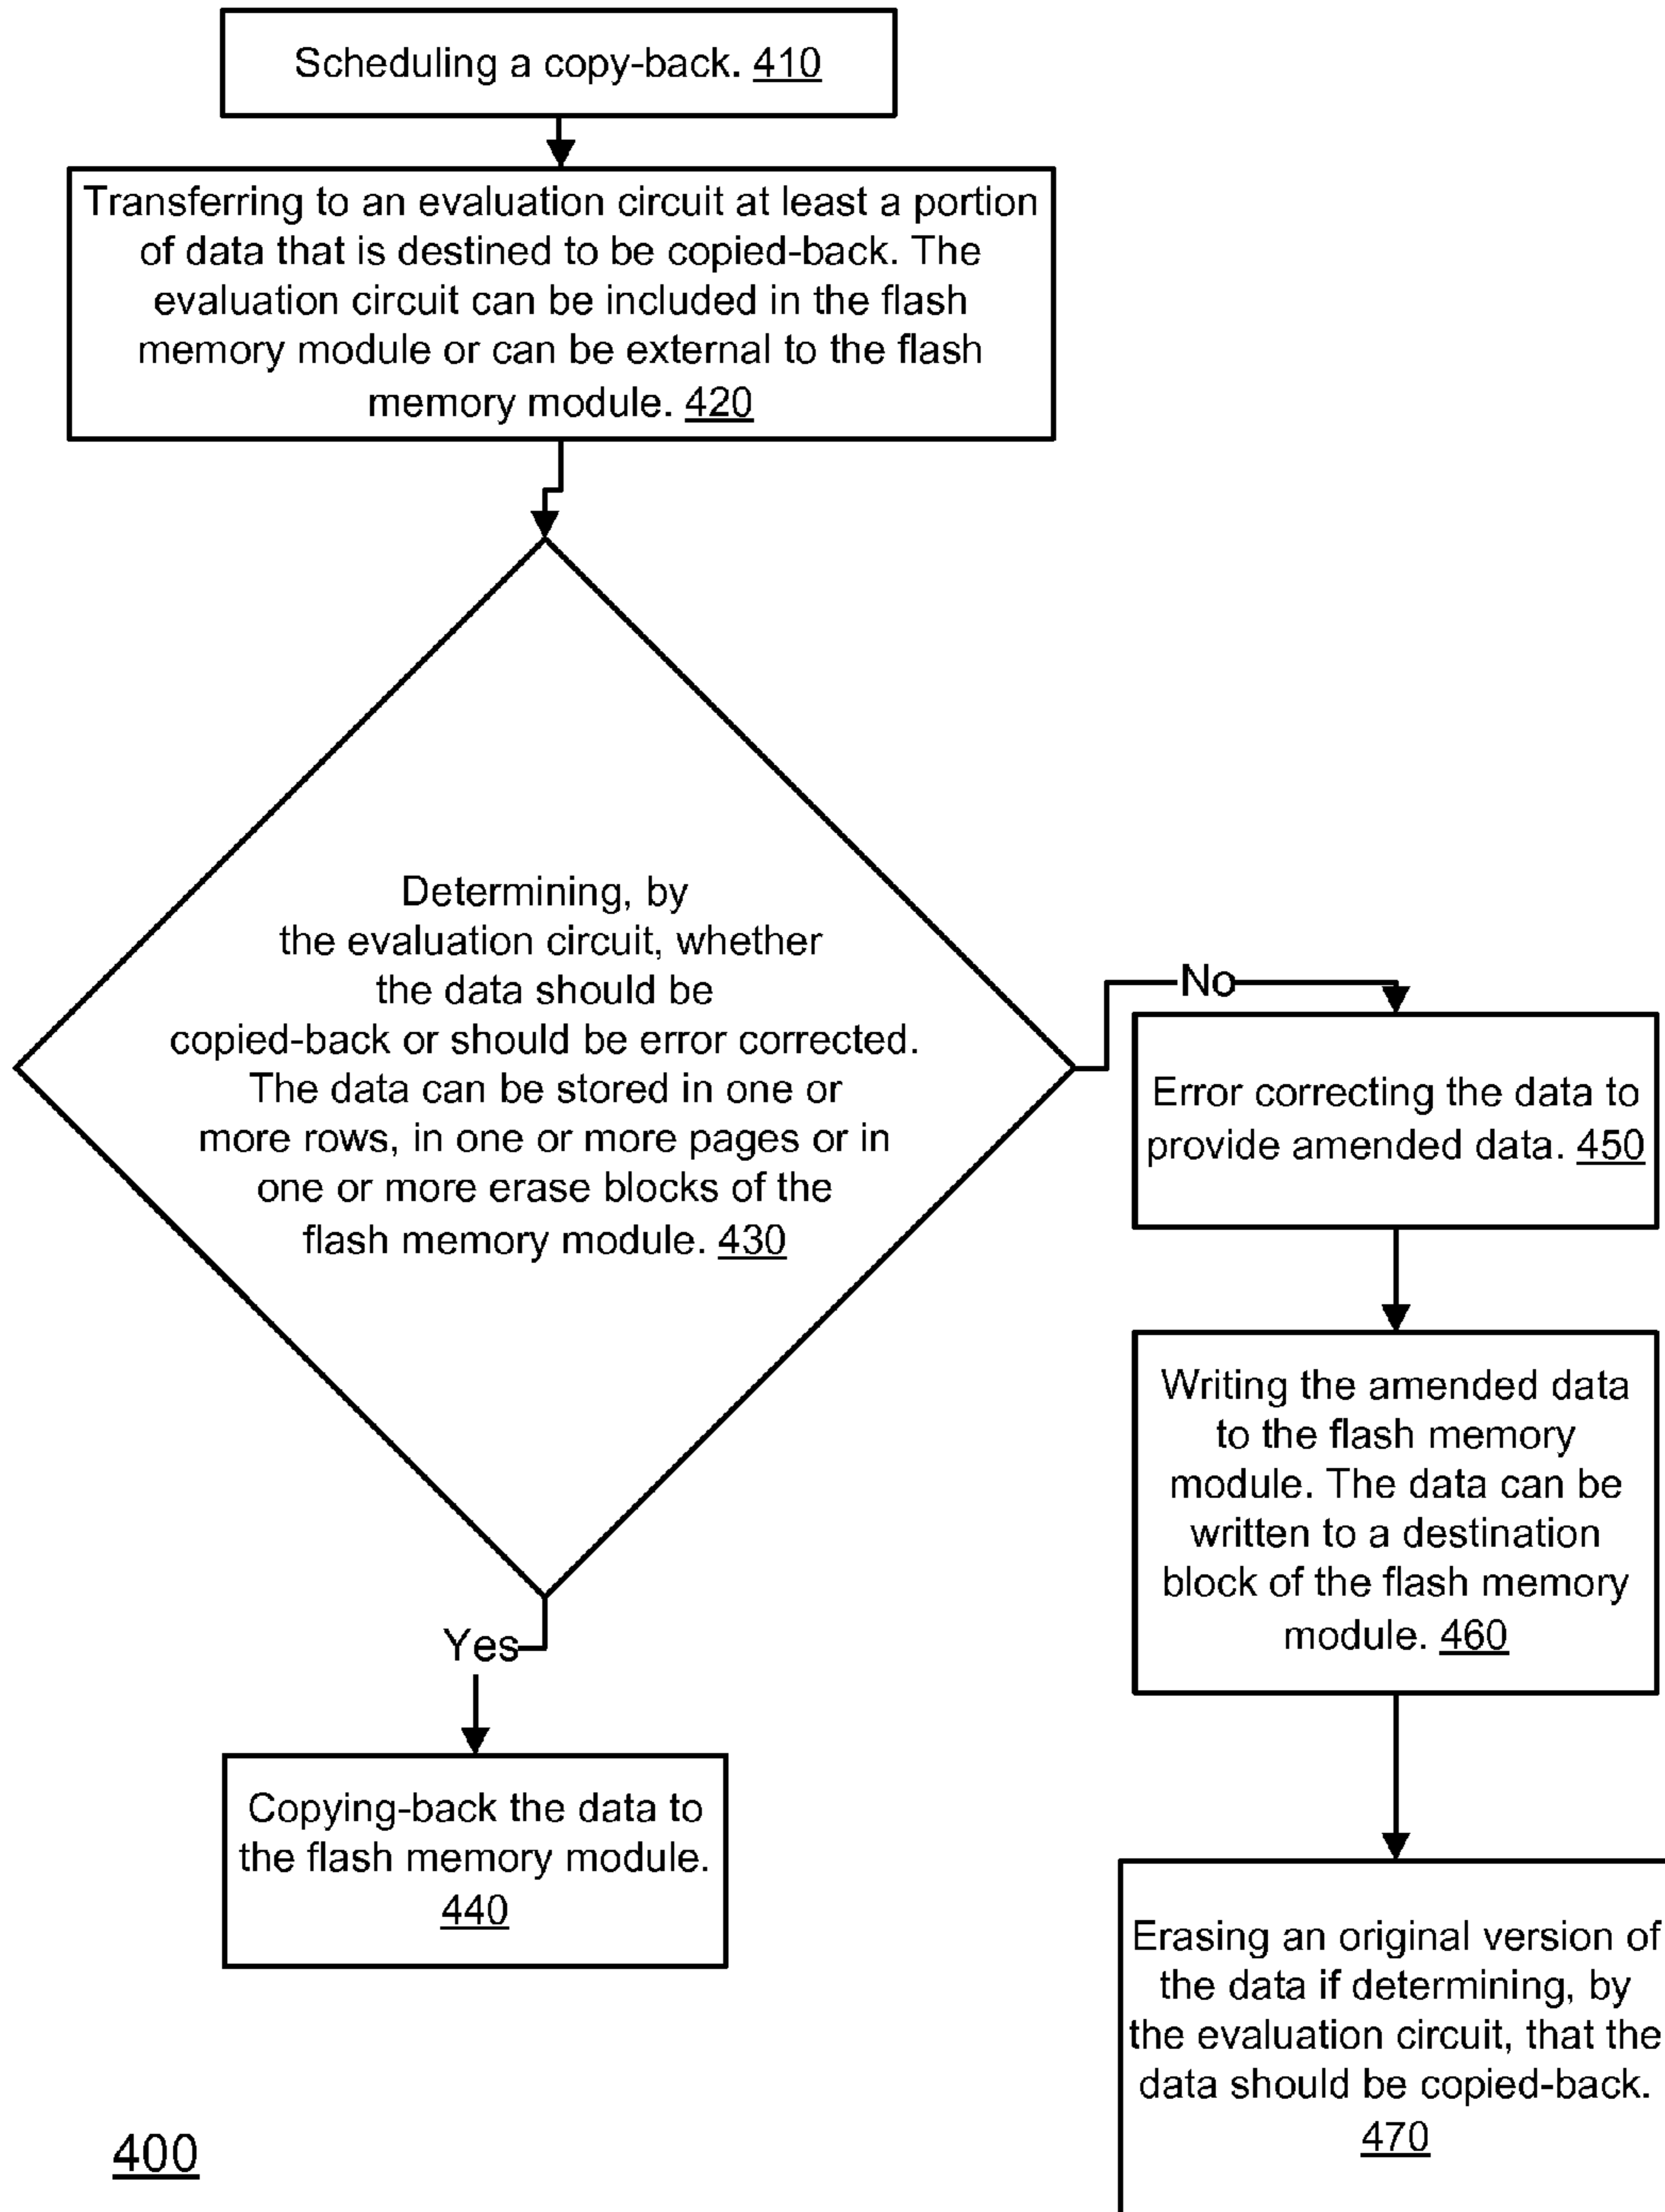 Scheduling a copy-back. 410
Transferring to an evaluation circuit at least a portion
of data that is destined to be copied-back. The
evaluation circuit can be included in the flash
memory module or can be external to the flash
memory module. 420
Determining, by
the evaluation circuit, whether
the data should be
copied-back or should be error corrected.
The data can be stored in one or
more rows, in one or more pages or in
one or more erase blocks of the
flash memory module. 430
No
Error correcting the data to
provide amended data. 450
Writing the amended data
to the flash memory
module. The data can be
written to a destination
block of the flash memory
module. 460
Yes
Copying-back the data to
the flash memory module.
440
Erasing an original version of
the data if determining, by
the evaluation circuit, that the
data should be copied-back.
470
400